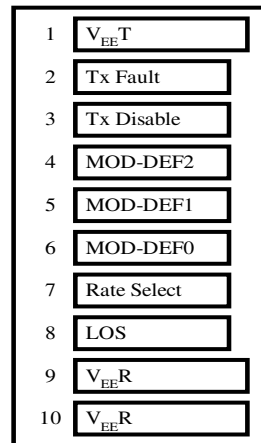 1 VEET
2 Tx Fault
3 Tx Disable
4 MOD-DEF2
5 MOD-DEF1
6 MOD-DEF0
7 Rate Select
8 LOS
9 VEER
10 VEER